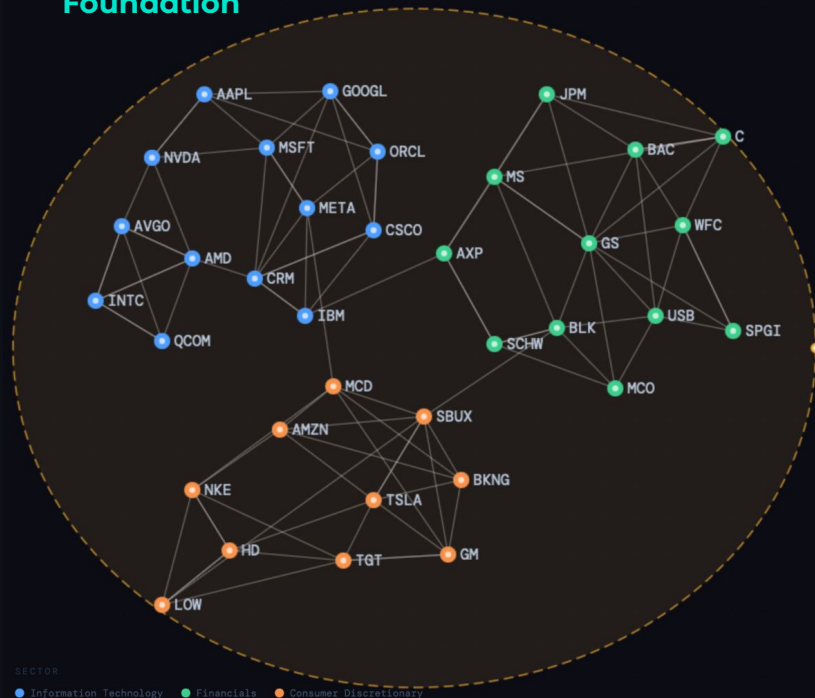 Foundation
AAPL
GOOGL
JPM
C
NVDA
MSFT
ORCL
BAC
MS
META
AVGO
CSCO
WFC
AMD
AXP
GS
CRM
INTC
IBM
USB
QCOM
SCHW
BLK
SPGI
MCD
MCO
AMZN
SBUX
NKE
BKNG
TSLA
HD
TGT
GM
LOW
SECTOR
Information Technology Financials Consumer Discretionary